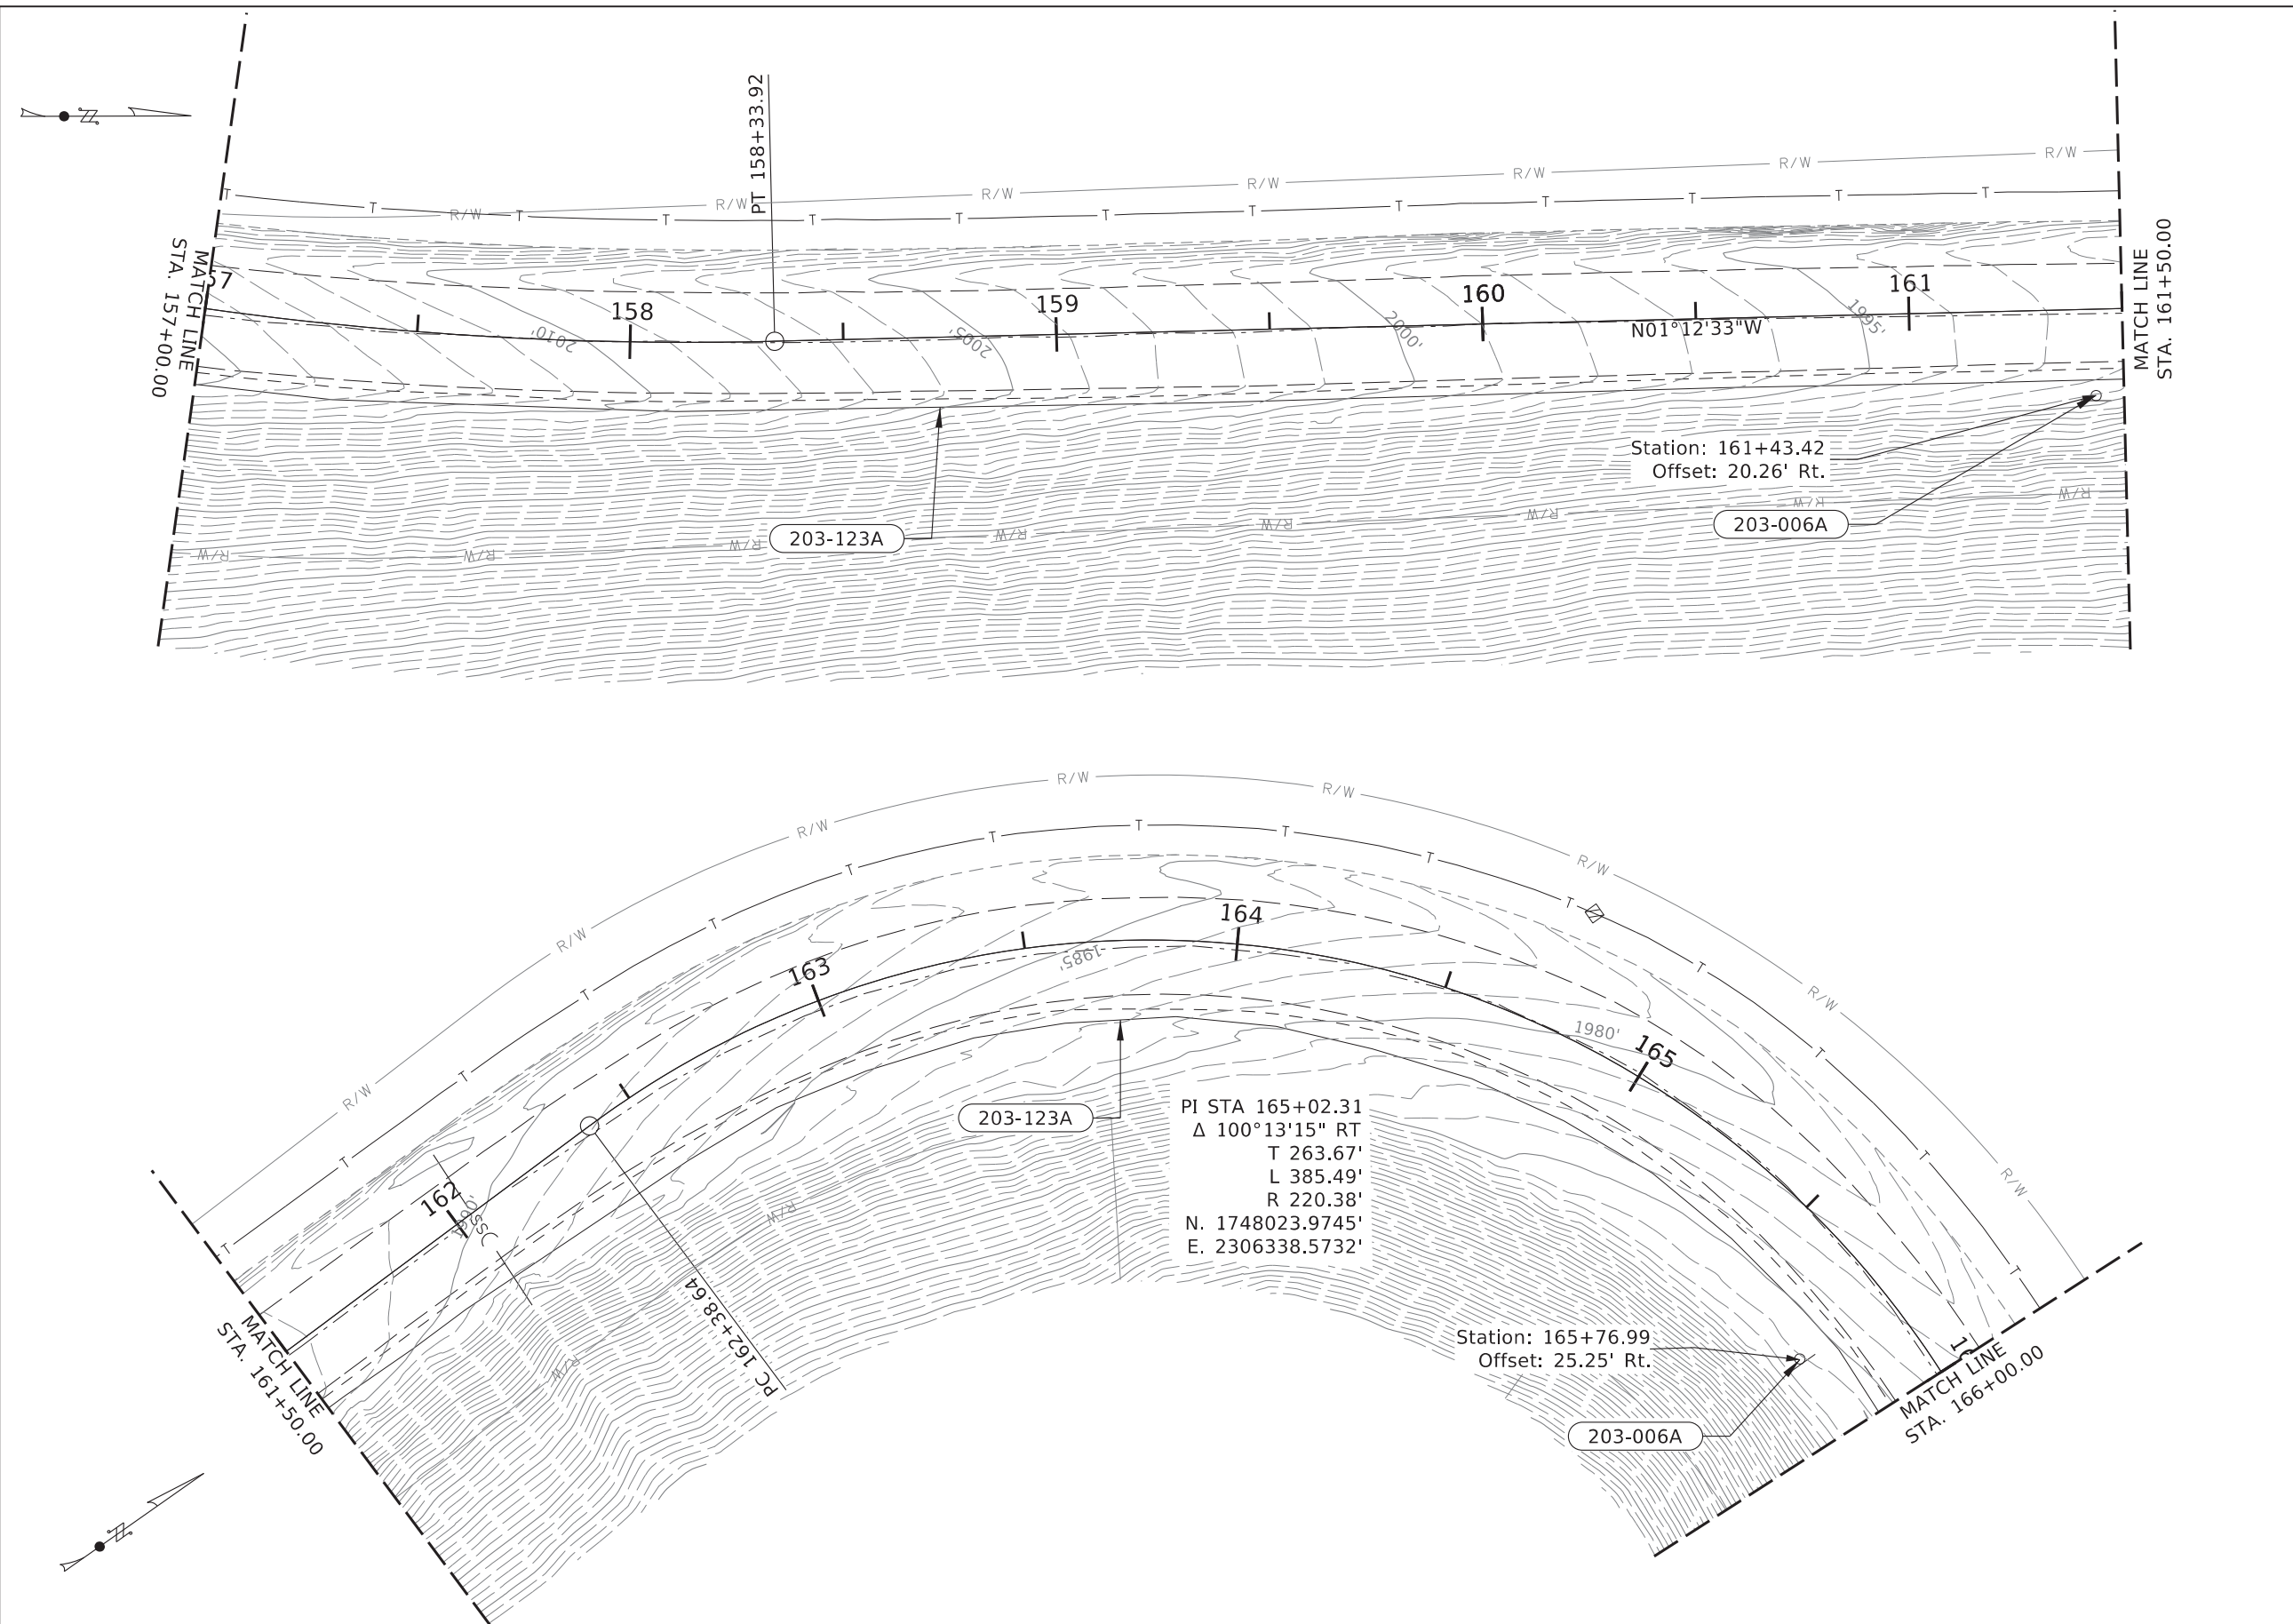 PT 158+33.92
R/W R/W R/W R/W R/W R/W R/W
T T T T T T T T T T T T T
MATCH LINE
STA. 157+00.00
57
158
159
160
161
2010'
2005'
2000'
1995'
N01°12'33"W
MATCH LINE
STA. 161+50.00
Station: 161+43.42
Offset: 20.26' Rt.
203-123A
203-006A
R/W R/W R/W R/W R/W R/W R/W R/W
N
R/W R/W R/W R/W R/W R/W R/W R/W
T T T T T T T T T T T T T T T
162
163
164
165
1985'
1980'
SSC
PC 162+38.64
R/W R/W
203-123A
PI STA 165+02.31
Δ 100°13'15" RT
T 263.67'
L 385.49'
R 220.38'
N. 1748023.9745'
E. 2306338.5732'
Station: 165+76.99
Offset: 25.25' Rt.
203-006A
MATCH LINE
STA. 161+50.00
MATCH LINE
STA. 166+00.00
N